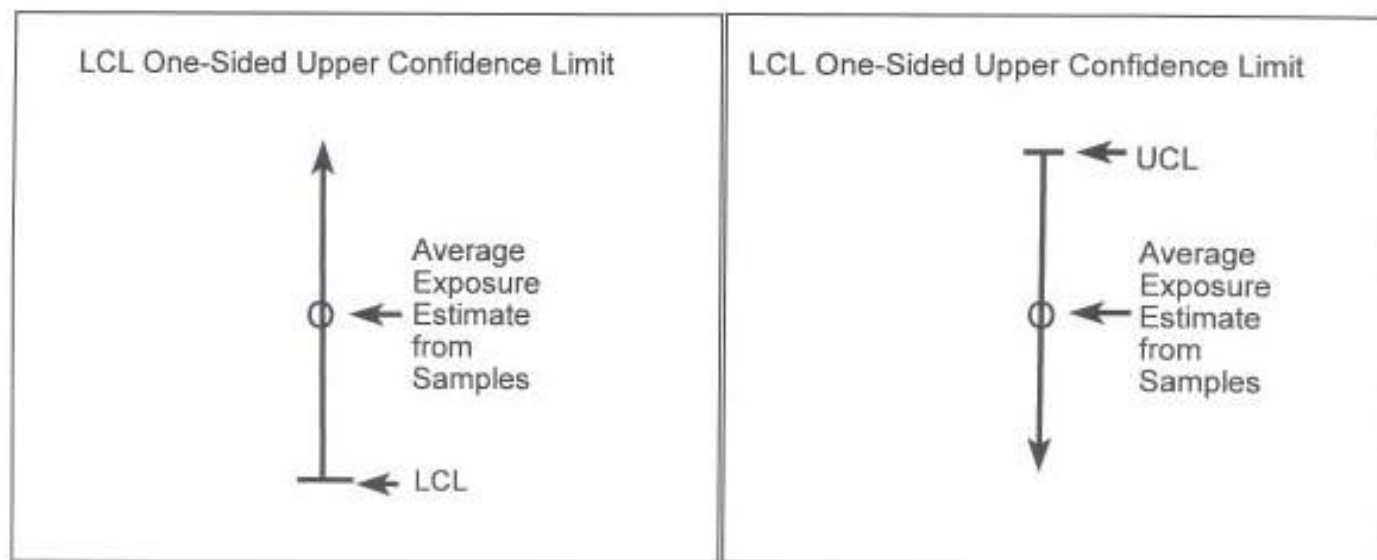 LCL One-Sided Upper Confidence Limit
Average
Exposure
Estimate
from
Samples
LCL
LCL One-Sided Upper Confidence Limit
UCL
Average
Exposure
Estimate
from
Samples